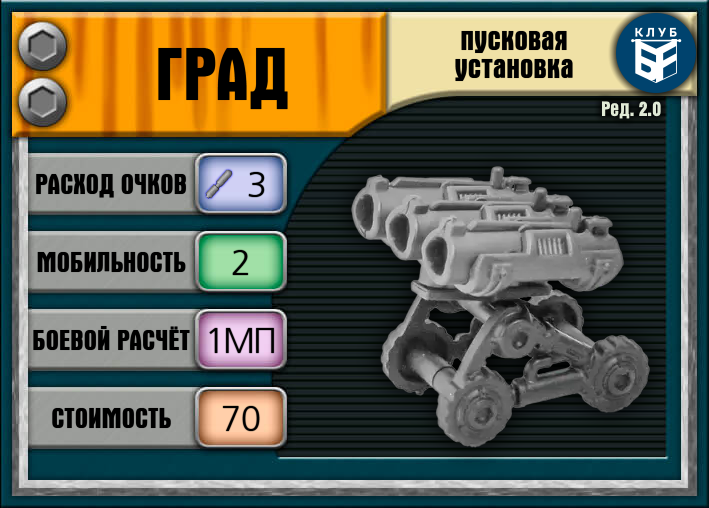 ГРАД
ПУСКОВАЯ
УСТАНОВКА
КЛУБ
Ред. 2.0
РАСХОД ОЧКОВ 3
МОБИЛЬНОСТЬ 2
БОЕВОЙ РАСЧЁТ 1МП
СТОИМОСТЬ 70